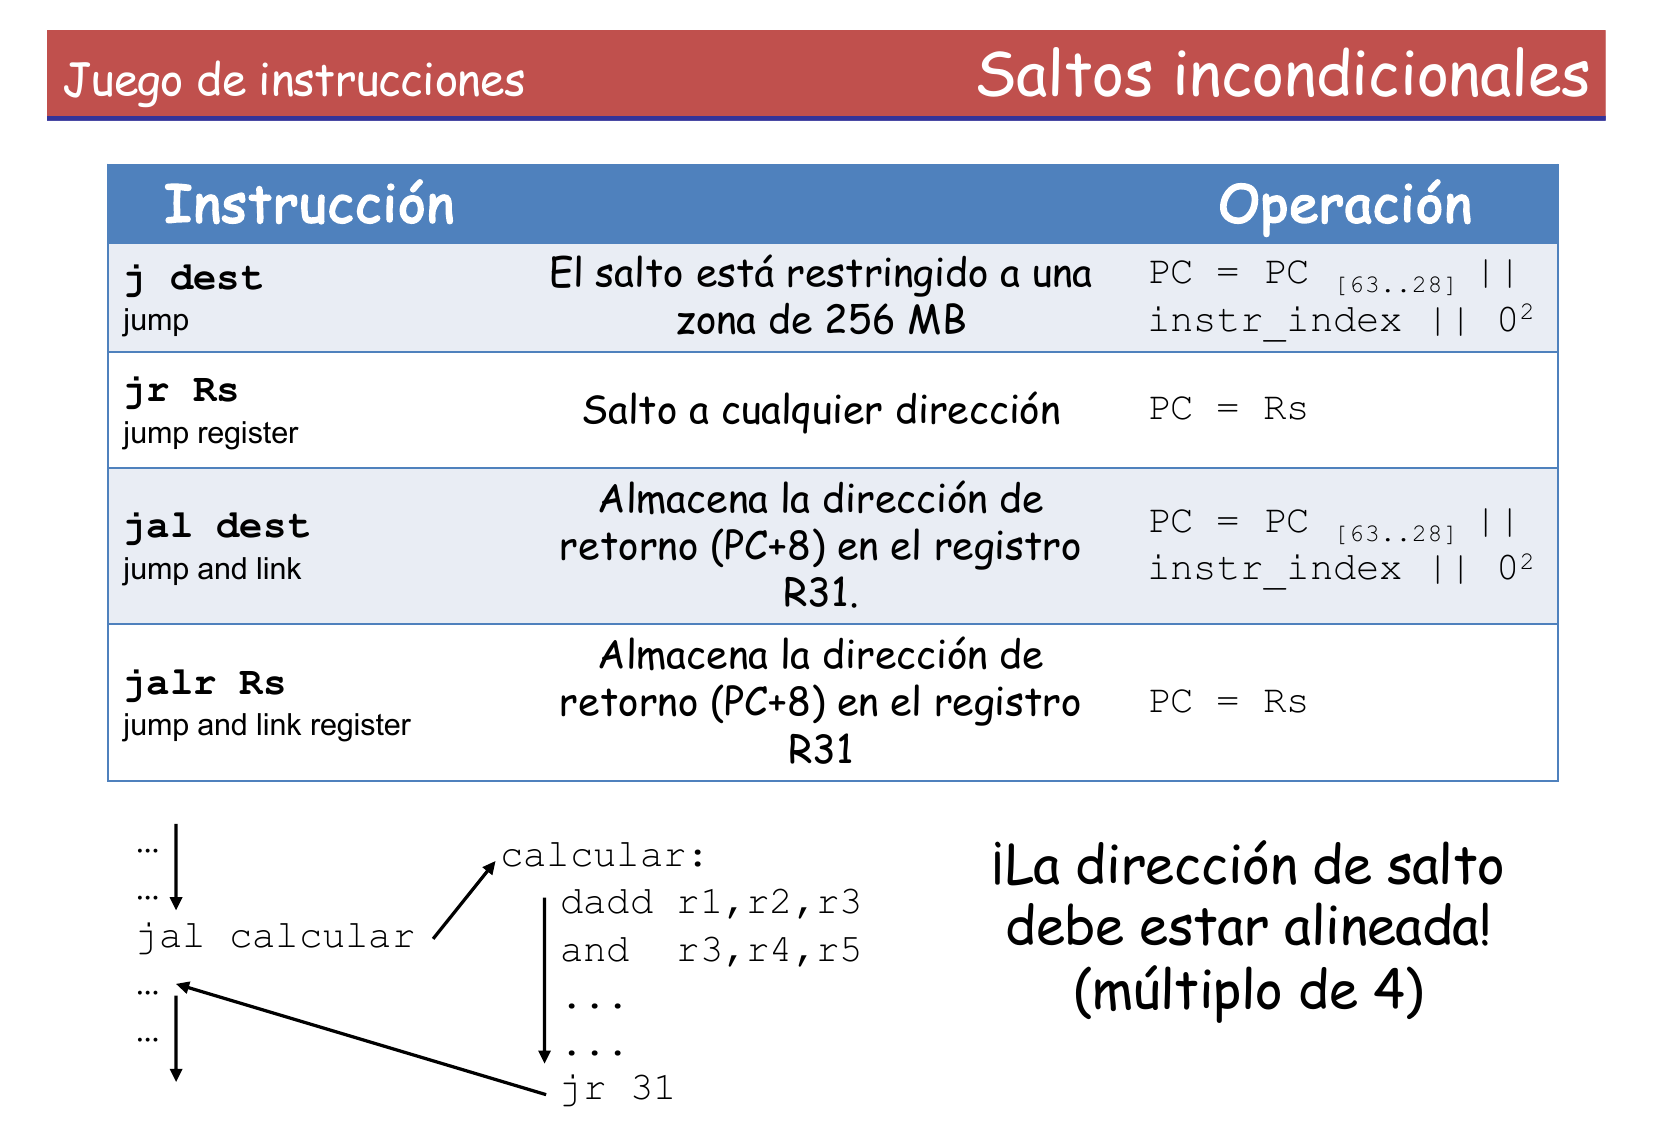 Juego de instrucciones
Saltos incondicionales
Instrucción
Operación
j dest
jump
El salto está restringido a una
zona de 256 MB
PC = PC [63..28] ||
instr_index || 0²
jr Rs
jump register
Salto a cualquier dirección
PC = Rs
jal dest
jump and link
Almacena la dirección de
retorno (PC+8) en el registro
R31.
PC = PC [63..28] ||
instr_index || 0²
jalr Rs
jump and link register
Almacena la dirección de
retorno (PC+8) en el registro
R31
PC = Rs
…
…
jal calcular
…
…
calcular:
dadd r1,r2,r3
and r3,r4,r5
...
...
jr 31
¡La dirección de salto
debe estar alineada!
(múltiplo de 4)